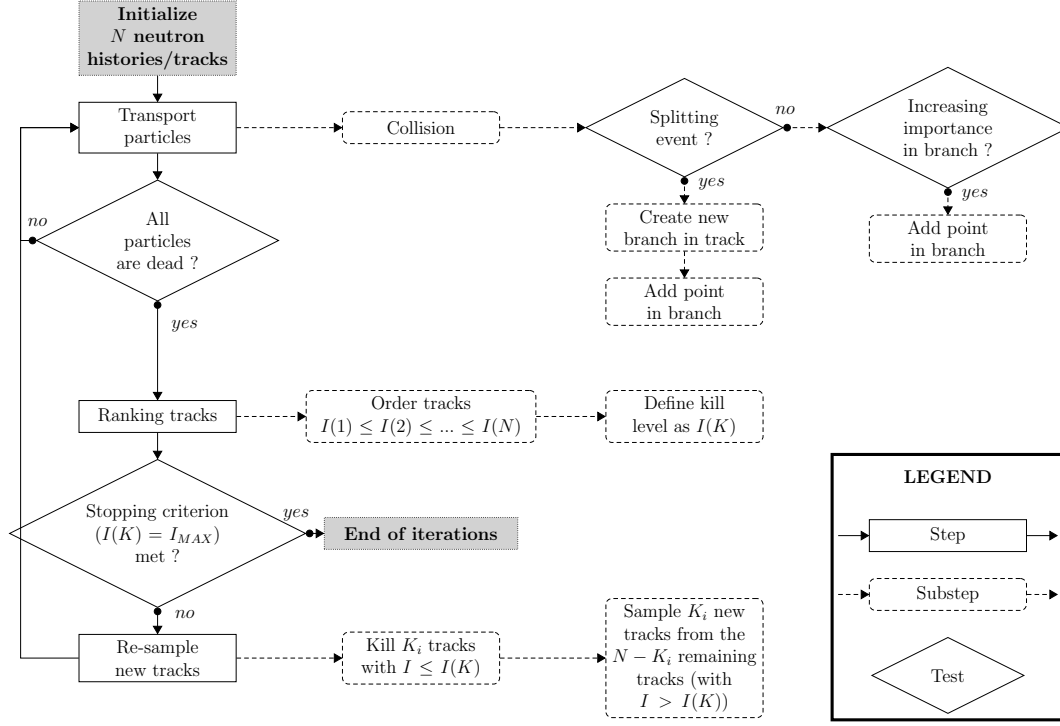 Initialize
N neutron
histories/tracks
Transport
particles
Collision
Splitting
event ?
no
Increasing
importance
in branch ?
yes
Create new
branch in track
Add point
in branch
yes
Add point
in branch
no
All
particles
are dead ?
yes
Ranking tracks
Order tracks
I(1) ≤ I(2) ≤ ... ≤ I(N)
Define kill
level as I(K)
Stopping criterion
(I(K) = I_{MAX})
met ?
yes
End of iterations
no
Re-sample
new tracks
Kill K_i tracks
with I ≤ I(K)
Sample K_i new
tracks from the
N − K_i remaining
tracks (with
I > I(K))
LEGEND
Step
Substep
Test